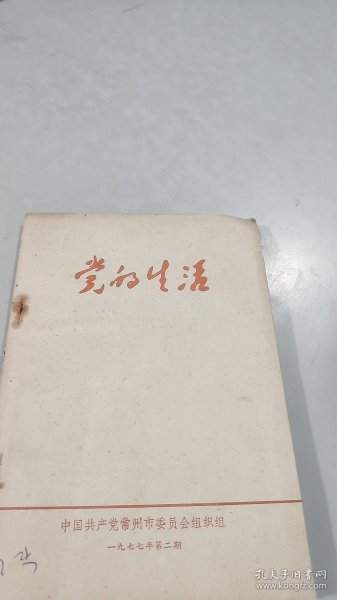 党的生活
中国共产党常州市委员会组织组
一九七七年第二期
孔夫子旧书网